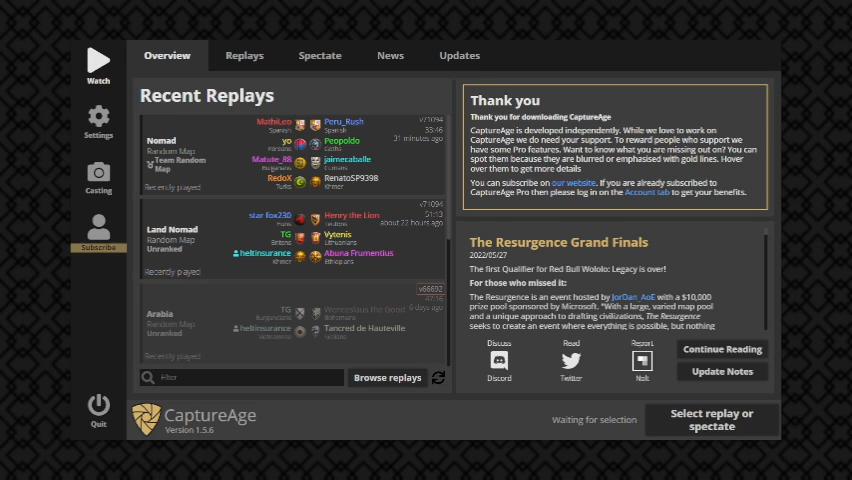 Overview
Replays
Spectate
News
Updates
Watch
Settings
Casting
Subscribe
Quit
Recent Replays
Nomad
Random Map
Team Random
Map
Recently played
MathiLeo
Spanish
Peru_Rush
Spanish
yo
Persians
Peopoldo
Goths
Matute_88
Bulgarians
jaimecaballe
Cumans
RedoX
Turks
RenatoSP9398
Khmer
v71094
33:46
31 minutes ago
Land Nomad
Random Map
Unranked
Recently played
star fox230
Huns
Henry the Lion
Teutons
TG
Britons
Vytenis
Lithuanians
heltinsurance
Khmer
Abuna Frumentius
Ethiopians
v71094
51:13
about 22 hours ago
Arabia
Random Map
Unranked
Recently played
TG
Burgundians
Wenceslaus the Good
Bohemians
heltinsurance
Tancred de Hauteville
Sicilians
v66692
47:16
6 days ago
Filter
Browse replays
Thank you
Thank you for downloading CaptureAge
CaptureAge is developed independently. While we love to work on
CaptureAge we do need your support. To reward people who support we
have some Pro features. Want to know what you are missing out on? You can
spot them because they are blurred or emphasised with gold lines. Hover
over them to get more details
You can subscribe on our website. If you are already subscribed to
CaptureAge Pro then please log in on the Account tab to get your benefits.
The Resurgence Grand Finals
2022/05/27
The first Qualifier for Red Bull Wololo: Legacy is over!
For those who missed it:
The Resurgence is an event hosted by JorDan_AoE with a $10,000
prize pool sponsored by Microsoft. "With a large, varied map pool
and a unique approach to drafting civilizations, The Resurgence
seeks to create an event where everything is possible, but nothing
Discuss
Discord
Read
Twitter
Report
Nolt
Continue Reading
Update Notes
CaptureAge
Version 1.5.6
Waiting for selection
Select replay or
spectate